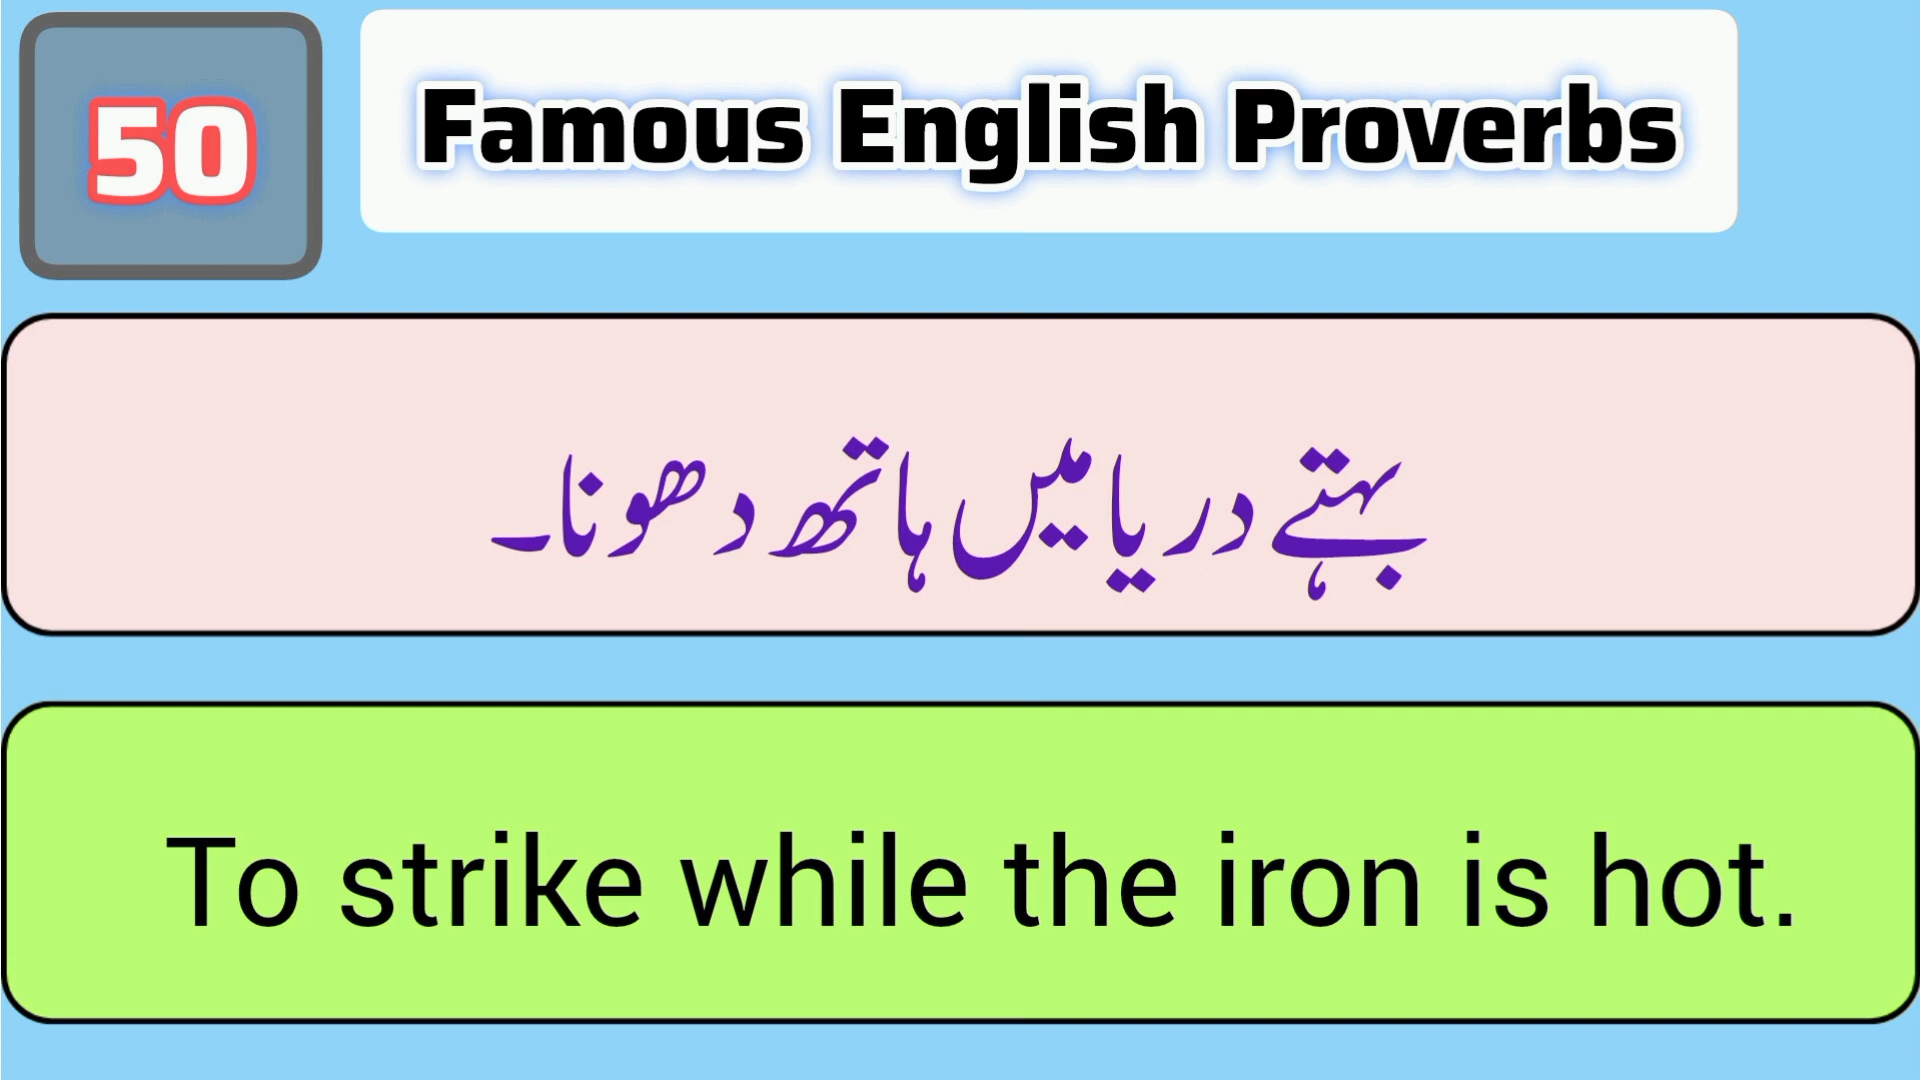 50
Famous English Proverbs
بہتے دریا میں ہاتھ دھونا۔
To strike while the iron is hot.